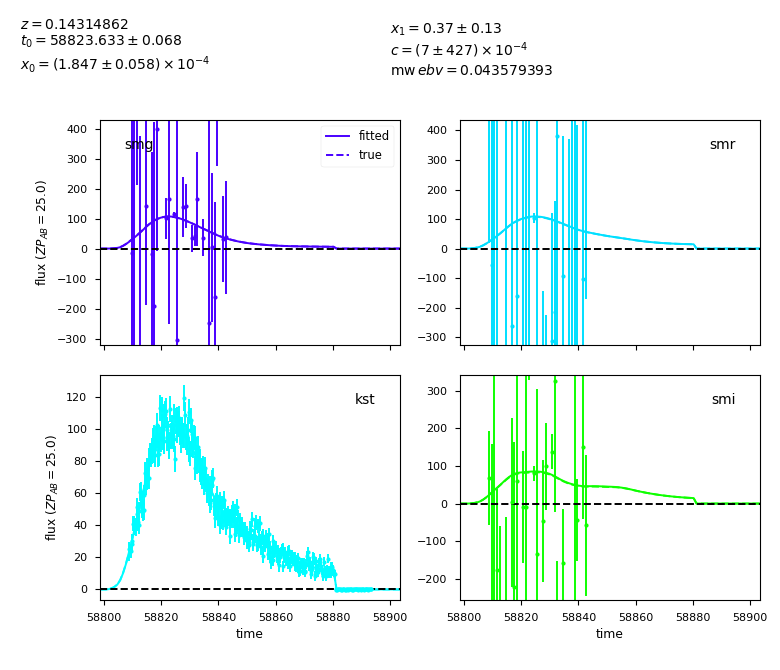 z = 0.14314862
t0 = 58823.633 ± 0.068
x0 = (1.847 ± 0.058) × 10^−4
x1 = 0.37 ± 0.13
c = (7 ± 427) × 10^−4
mw ebv = 0.043579393
400
300
200
100
0
−100
−200
−300
flux (ZP_AB = 25.0)
smg
fitted
true
400
300
200
100
0
−100
−200
−300
smr
120
100
80
60
40
20
0
flux (ZP_AB = 25.0)
kst
58800
58820
58840
58860
58880
58900
time
300
200
100
0
−100
−200
smi
58800
58820
58840
58860
58880
58900
time